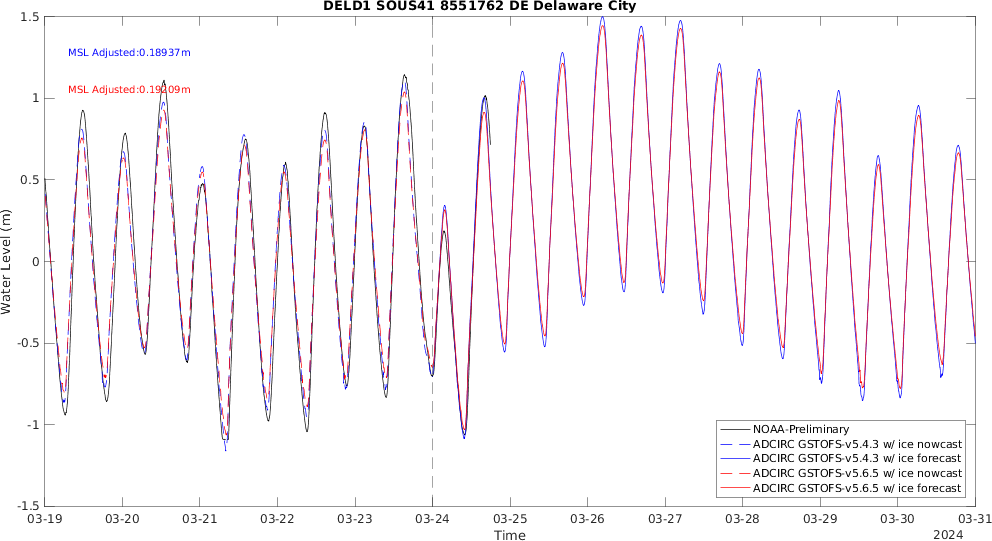 DELD1 SOUS41 8551762 DE Delaware City
MSL Adjusted:0.18937m
MSL Adjusted:0.19209m
Water Level (m)
1.5
1
0.5
0
-0.5
-1
-1.5
03-19 03-20 03-21 03-22 03-23 03-24 03-25 03-26 03-27 03-28 03-29 03-30 03-31
Time
2024
NOAA-Preliminary
ADCIRC GSTOFS-v5.4.3 w/ ice nowcast
ADCIRC GSTOFS-v5.4.3 w/ ice forecast
ADCIRC GSTOFS-v5.6.5 w/ ice nowcast
ADCIRC GSTOFS-v5.6.5 w/ ice forecast